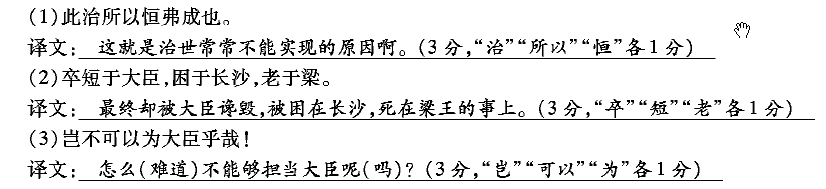 (1)此治所以恒弗成也。
译文：这就是治世常常不能实现的原因啊。(3分,“治”“所以”“恒”各1分)
(2)卒短于大臣,困于长沙,老于梁。
译文：最终却被大臣谗毁,被困在长沙,死在梁王的事上。(3分,“卒”“短”“老”各1分)
(3)岂不可以为大臣乎哉！
译文：怎么(难道)不能够担当大臣呢(吗)？(3分,“岂”“可以”“为”各1分)